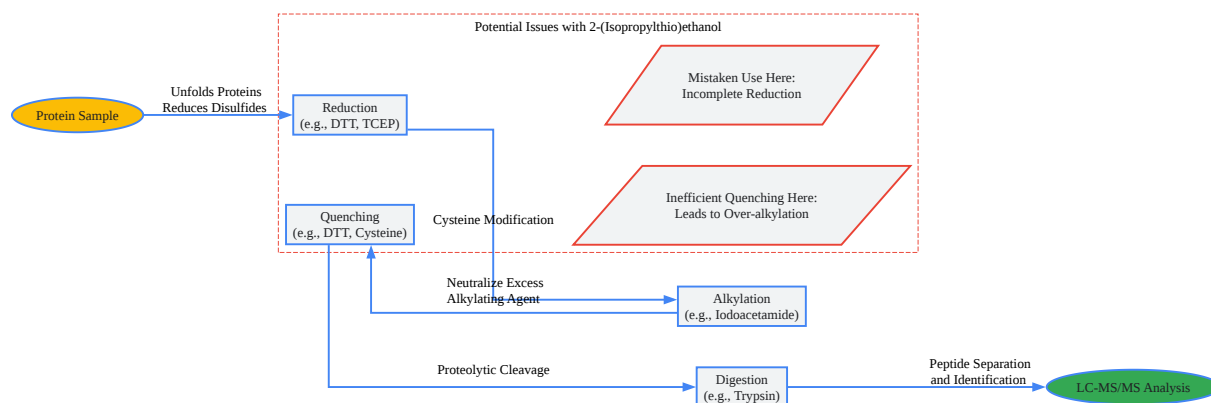 Potential Issues with 2-(Isopropylthio)ethanol
Mistaken Use Here:
Incomplete Reduction
Unfolds Proteins
Reduces Disulfides
Protein Sample
Reduction
(e.g., DTT, TCEP)
Inefficient Quenching Here:
Leads to Over-alkylation
Quenching
(e.g., DTT, Cysteine)
Cysteine Modification
Neutralize Excess
Alkylating Agent
Alkylation
(e.g., Iodoacetamide)
Proteolytic Cleavage
Digestion
(e.g., Trypsin)
Peptide Separation
and Identification
LC-MS/MS Analysis